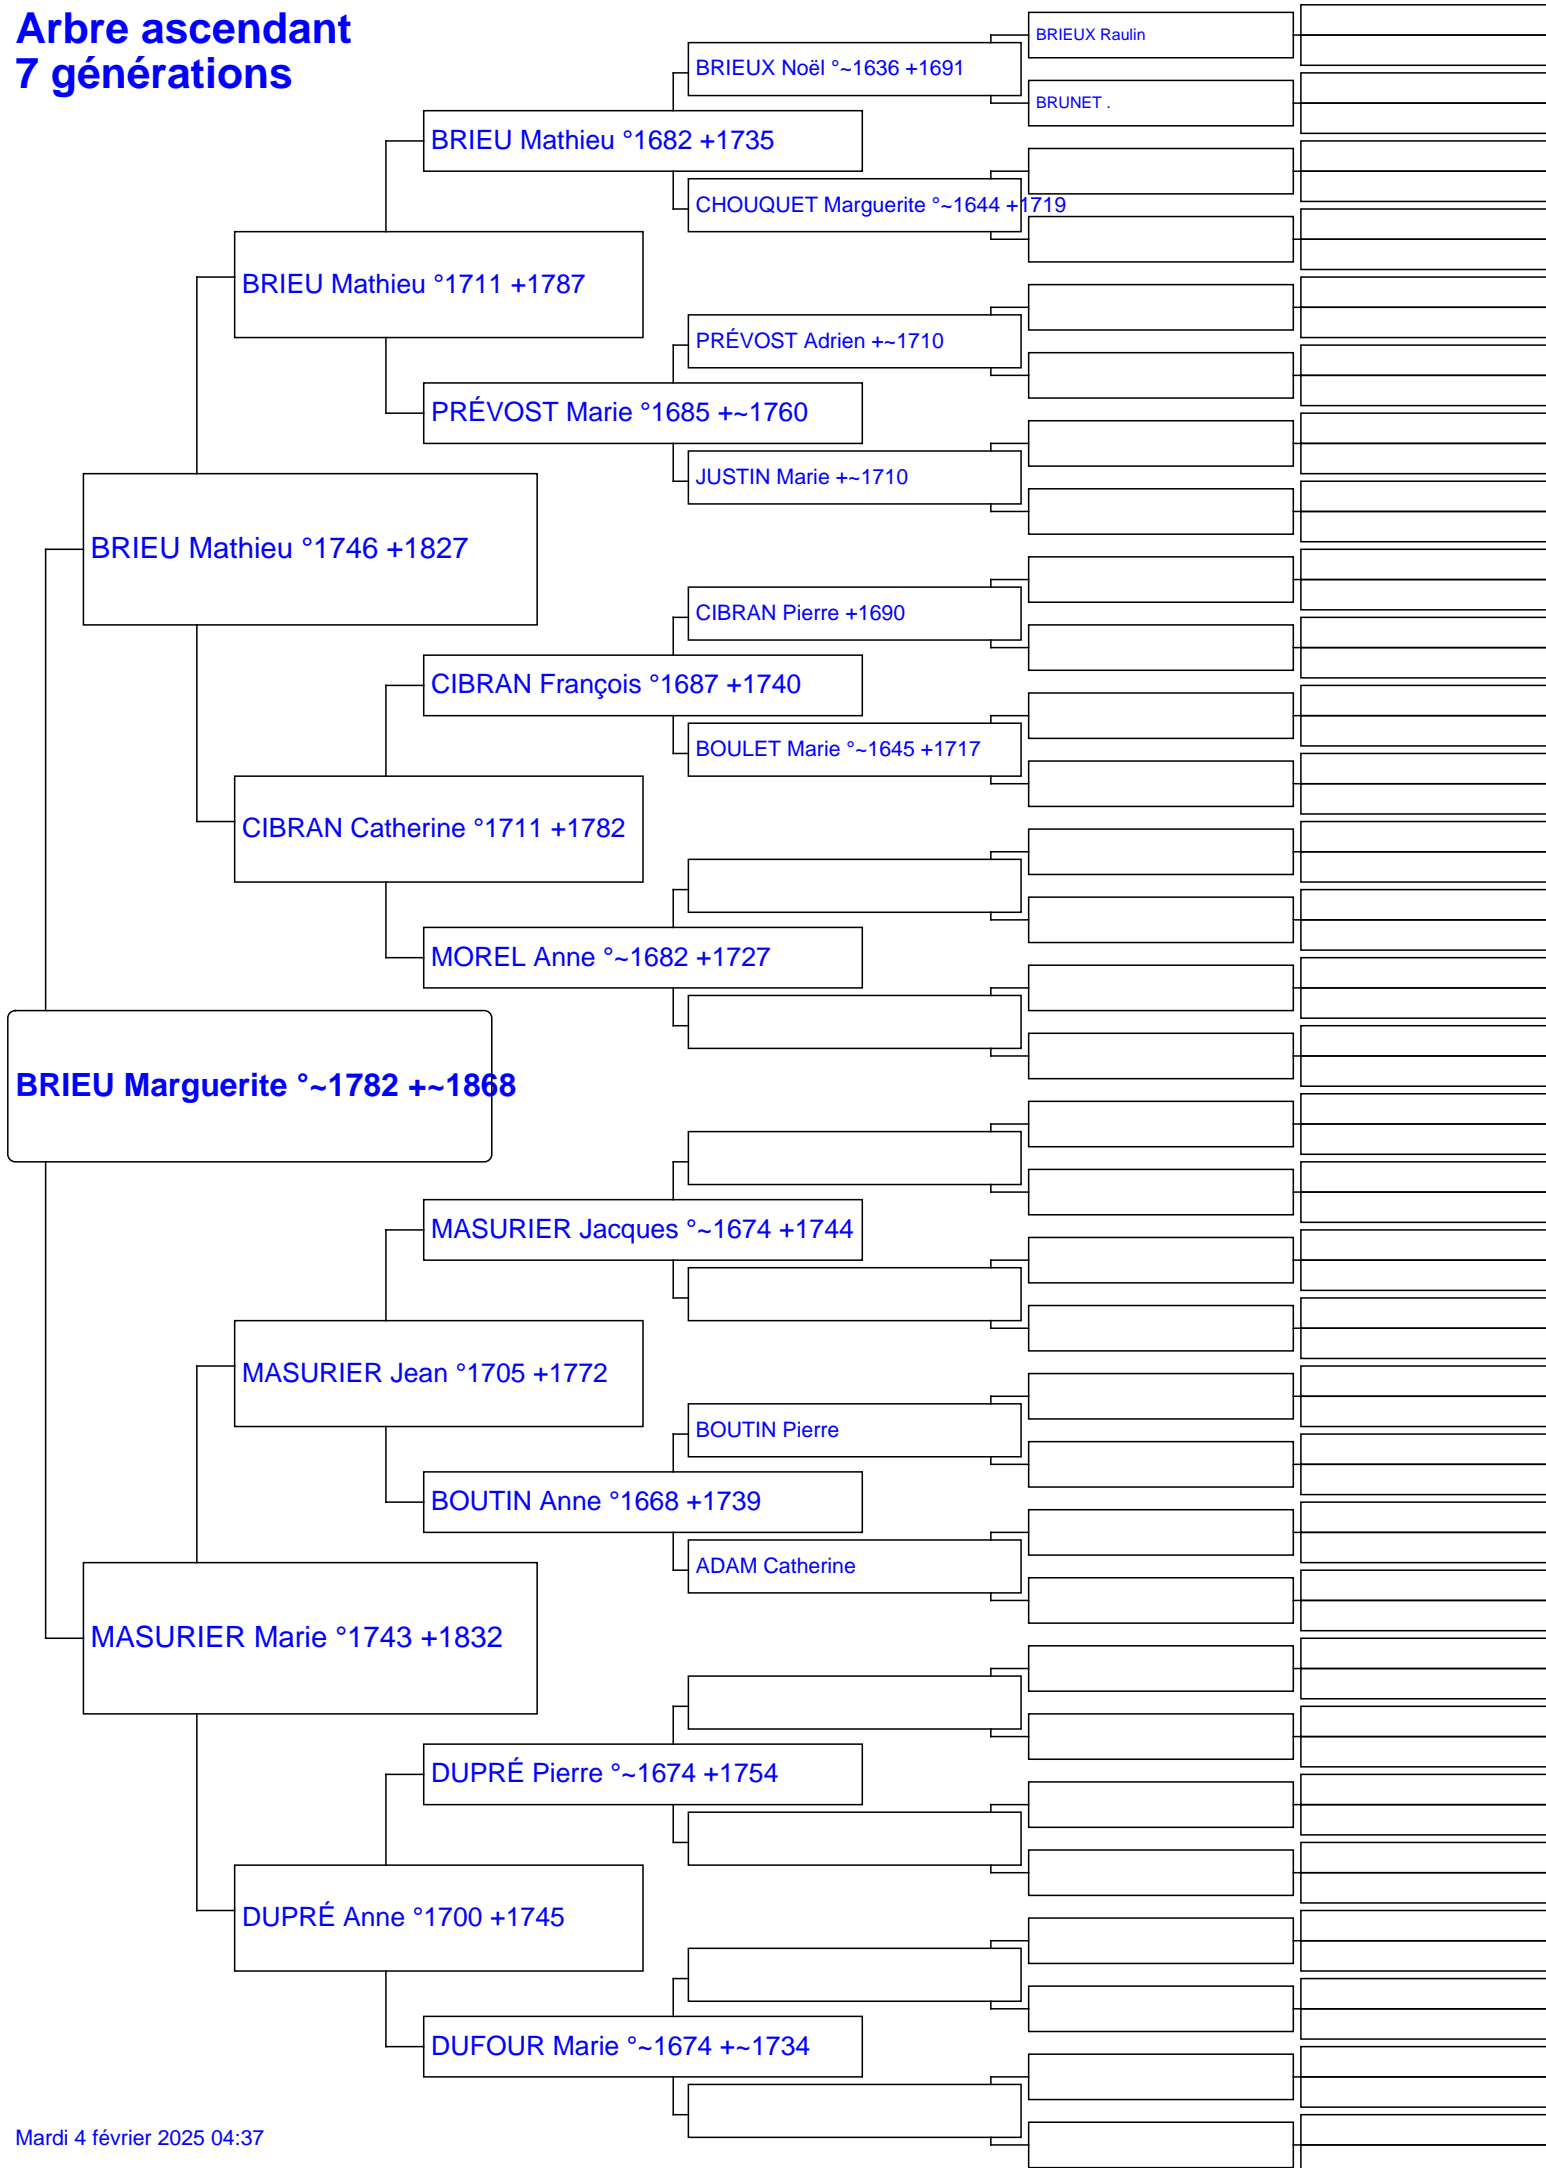 Arbre ascendant
7 générations
BRIEUX Raulin
BRIEUX Noël °~1636 +1691
BRUNET .
BRIEU Mathieu °1682 +1735
CHOUQUET Marguerite °~1644 +1719
BRIEU Mathieu °1711 +1787
PRÉVOST Adrien +~1710
PRÉVOST Marie °1685 +~1760
JUSTIN Marie +~1710
BRIEU Mathieu °1746 +1827
CIBRAN Pierre +1690
CIBRAN François °1687 +1740
BOULET Marie °~1645 +1717
CIBRAN Catherine °1711 +1782
MOREL Anne °~1682 +1727
BRIEU Marguerite °~1782 +~1868
MASURIER Jacques °~1674 +1744
MASURIER Jean °1705 +1772
BOUTIN Pierre
BOUTIN Anne °1668 +1739
ADAM Catherine
MASURIER Marie °1743 +1832
DUPRÉ Pierre °~1674 +1754
DUPRÉ Anne °1700 +1745
DUFOUR Marie °~1674 +~1734
Mardi 4 février 2025 04:37